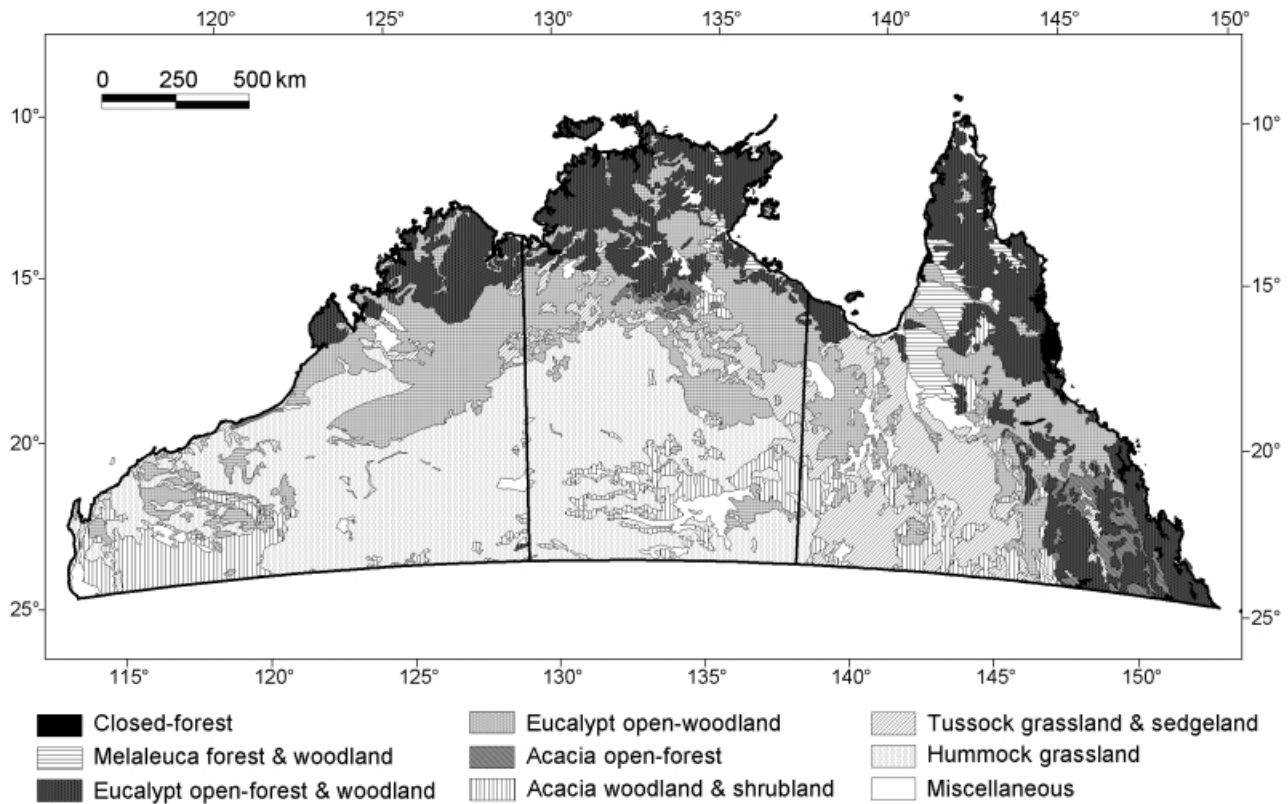 120° 125° 130° 135° 140° 145° 150°
0 250 500 km
10° 10°
15° 15°
20° 20°
25° 25°
115° 120° 125° 130° 135° 140° 145° 150°
Closed-forest Eucalypt open-woodland Tussock grassland & sedgeland
Melaleuca forest & woodland Acacia open-forest Hummock grassland
Eucalypt open-forest & woodland Acacia woodland & shrubland Miscellaneous